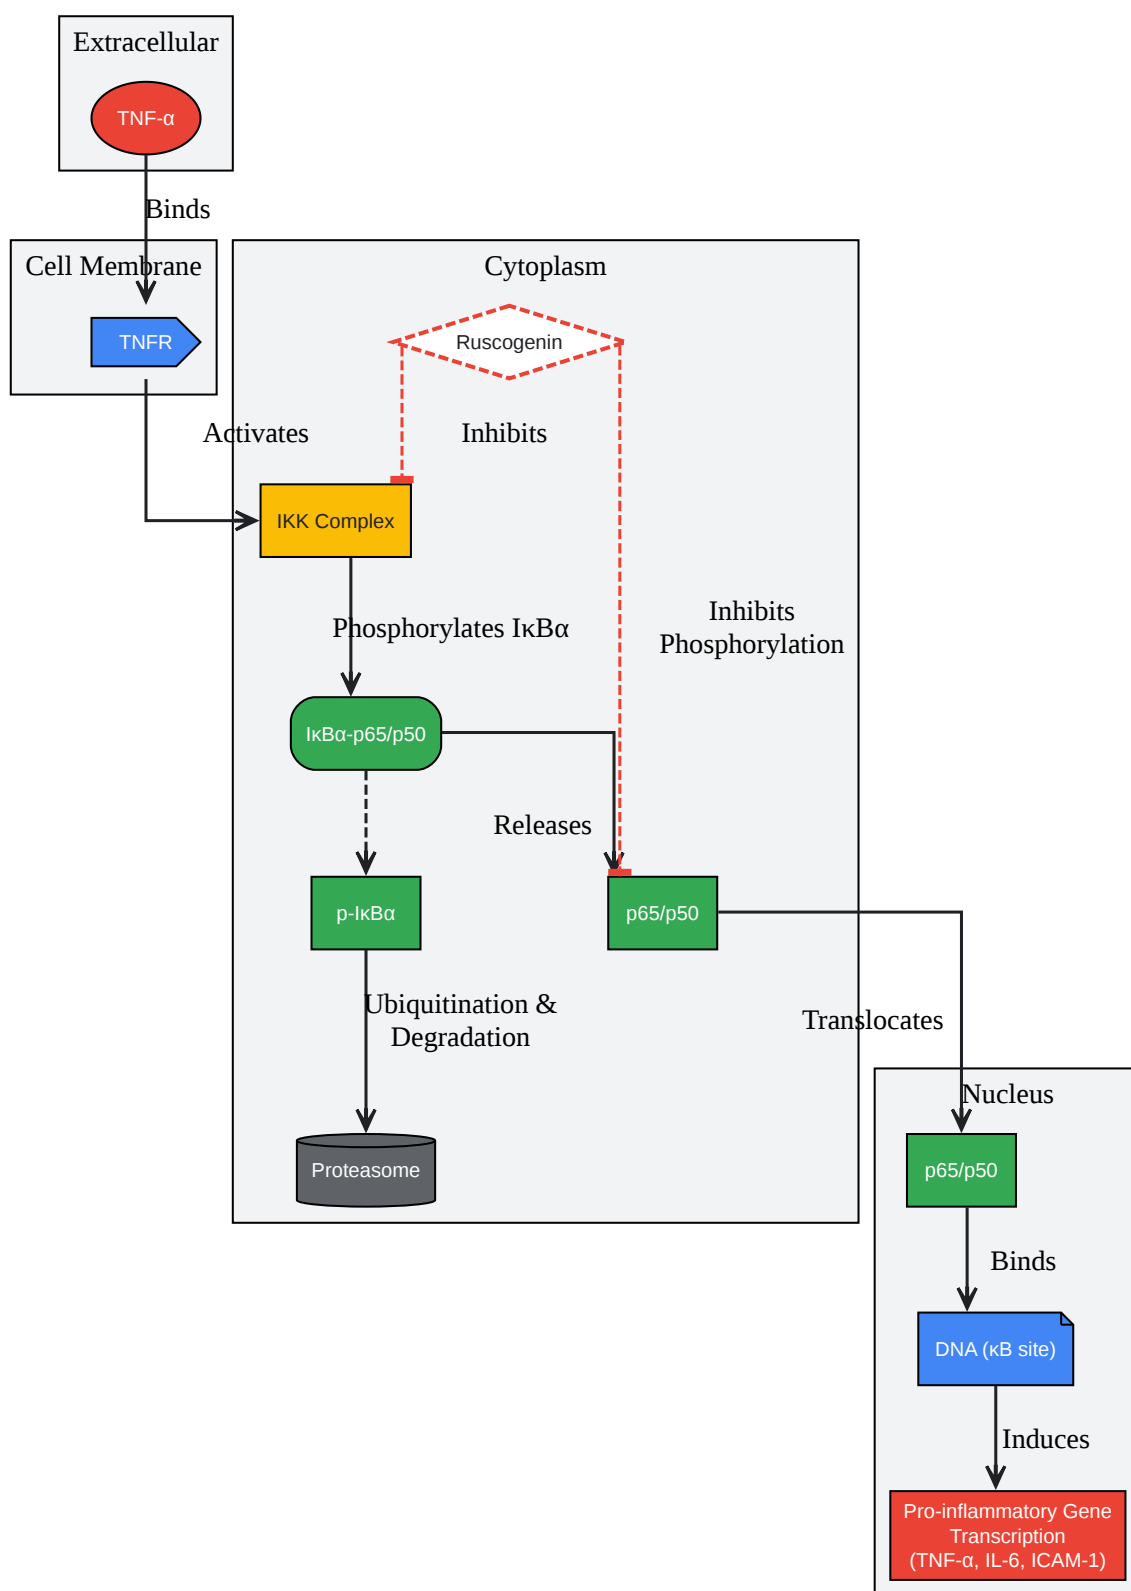 Extracellular
TNF-α
Binds
Cell Membrane
TNFR
Cytoplasm
Ruscogenin
Activates
Inhibits
IKK Complex
Phosphorylates IκBα
Inhibits
Phosphorylation
IκBα-p65/p50
Releases
p-IκBα
p65/p50
Ubiquitination &
Degradation
Translocates
Proteasome
Nucleus
p65/p50
Binds
DNA (κB site)
Induces
Pro-inflammatory Gene
Transcription
(TNF-α, IL-6, ICAM-1)